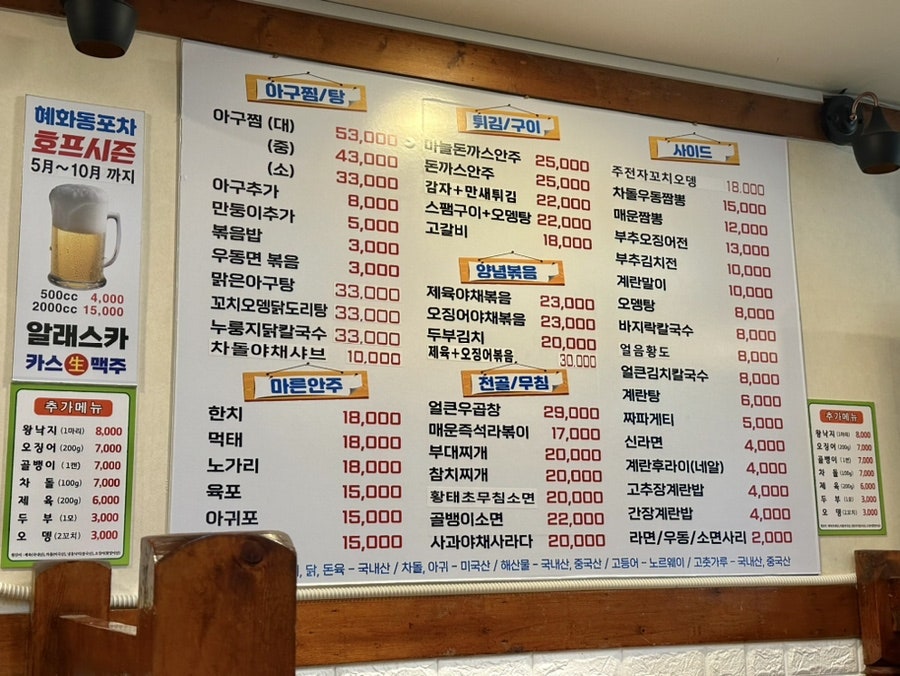 혜화동포차
호프시즌
5월~10월 까지
500cc 4,000
2000cc 15,000
알래스카
카스 生 맥주
추가메뉴
왕낙지 (1마리) 8,000
오징어 (200g) 7,000
골뱅이 (1캔) 7,000
차 돌 (100g) 7,000
제 육 (200g) 6,000
두 부 (1모) 3,000
오 뎅 (2꼬치) 3,000
아구찜/탕
아구찜 (대) 53,000
(중) 43,000
(소) 33,000
아구추가 8,000
만둥이추가 5,000
볶음밥 3,000
우동면 볶음 3,000
맑은아구탕 33,000
꼬치오뎅닭도리탕 33,000
누룽지닭칼국수 33,000
차돌야채샤브 10,000
마른안주
한치 18,000
먹태 18,000
노가리 18,000
육포 15,000
아귀포 15,000
15,000
튀김/구이
마늘돈까스안주 25,000
돈까스안주 25,000
감자+만새튀김 22,000
스팸구이+오뎅탕 22,000
고갈비 18,000
양념볶음
제육야채볶음 23,000
오징어야채볶음 23,000
두부김치 20,000
제육+오징어볶음 30,000
전골/무침
얼큰우곱창 29,000
매운즉석라볶이 17,000
부대찌개 20,000
참치찌개 20,000
황태초무침소면 20,000
골뱅이소면 22,000
사과야채사라다 20,000
사이드
주전자꼬치오뎅 18,000
차돌우동짬뽕 15,000
매운짬뽕 12,000
부추오징어전 13,000
부추김치전 10,000
계란말이 10,000
오뎅탕 8,000
바지락칼국수 8,000
얼음황도 8,000
얼큰김치칼국수 8,000
계란탕 6,000
짜파게티 5,000
신라면 4,000
계란후라이(네알) 4,000
고추장계란밥 4,000
간장계란밥 4,000
라면/우동/소면사리 2,000
닭, 돈육 - 국내산 / 차돌, 아귀 - 미국산 / 해산물 - 국내산, 중국산 / 고등어 - 노르웨이 / 고춧가루 - 국내산, 중국산
추가메뉴
왕낙지 (1마리) 8,000
오징어 (200g) 7,000
골뱅이 (1캔) 7,000
차 돌 (100g) 7,000
제 육 (200g) 6,000
두 부 (1모) 3,000
오 뎅 (2꼬치) 3,000